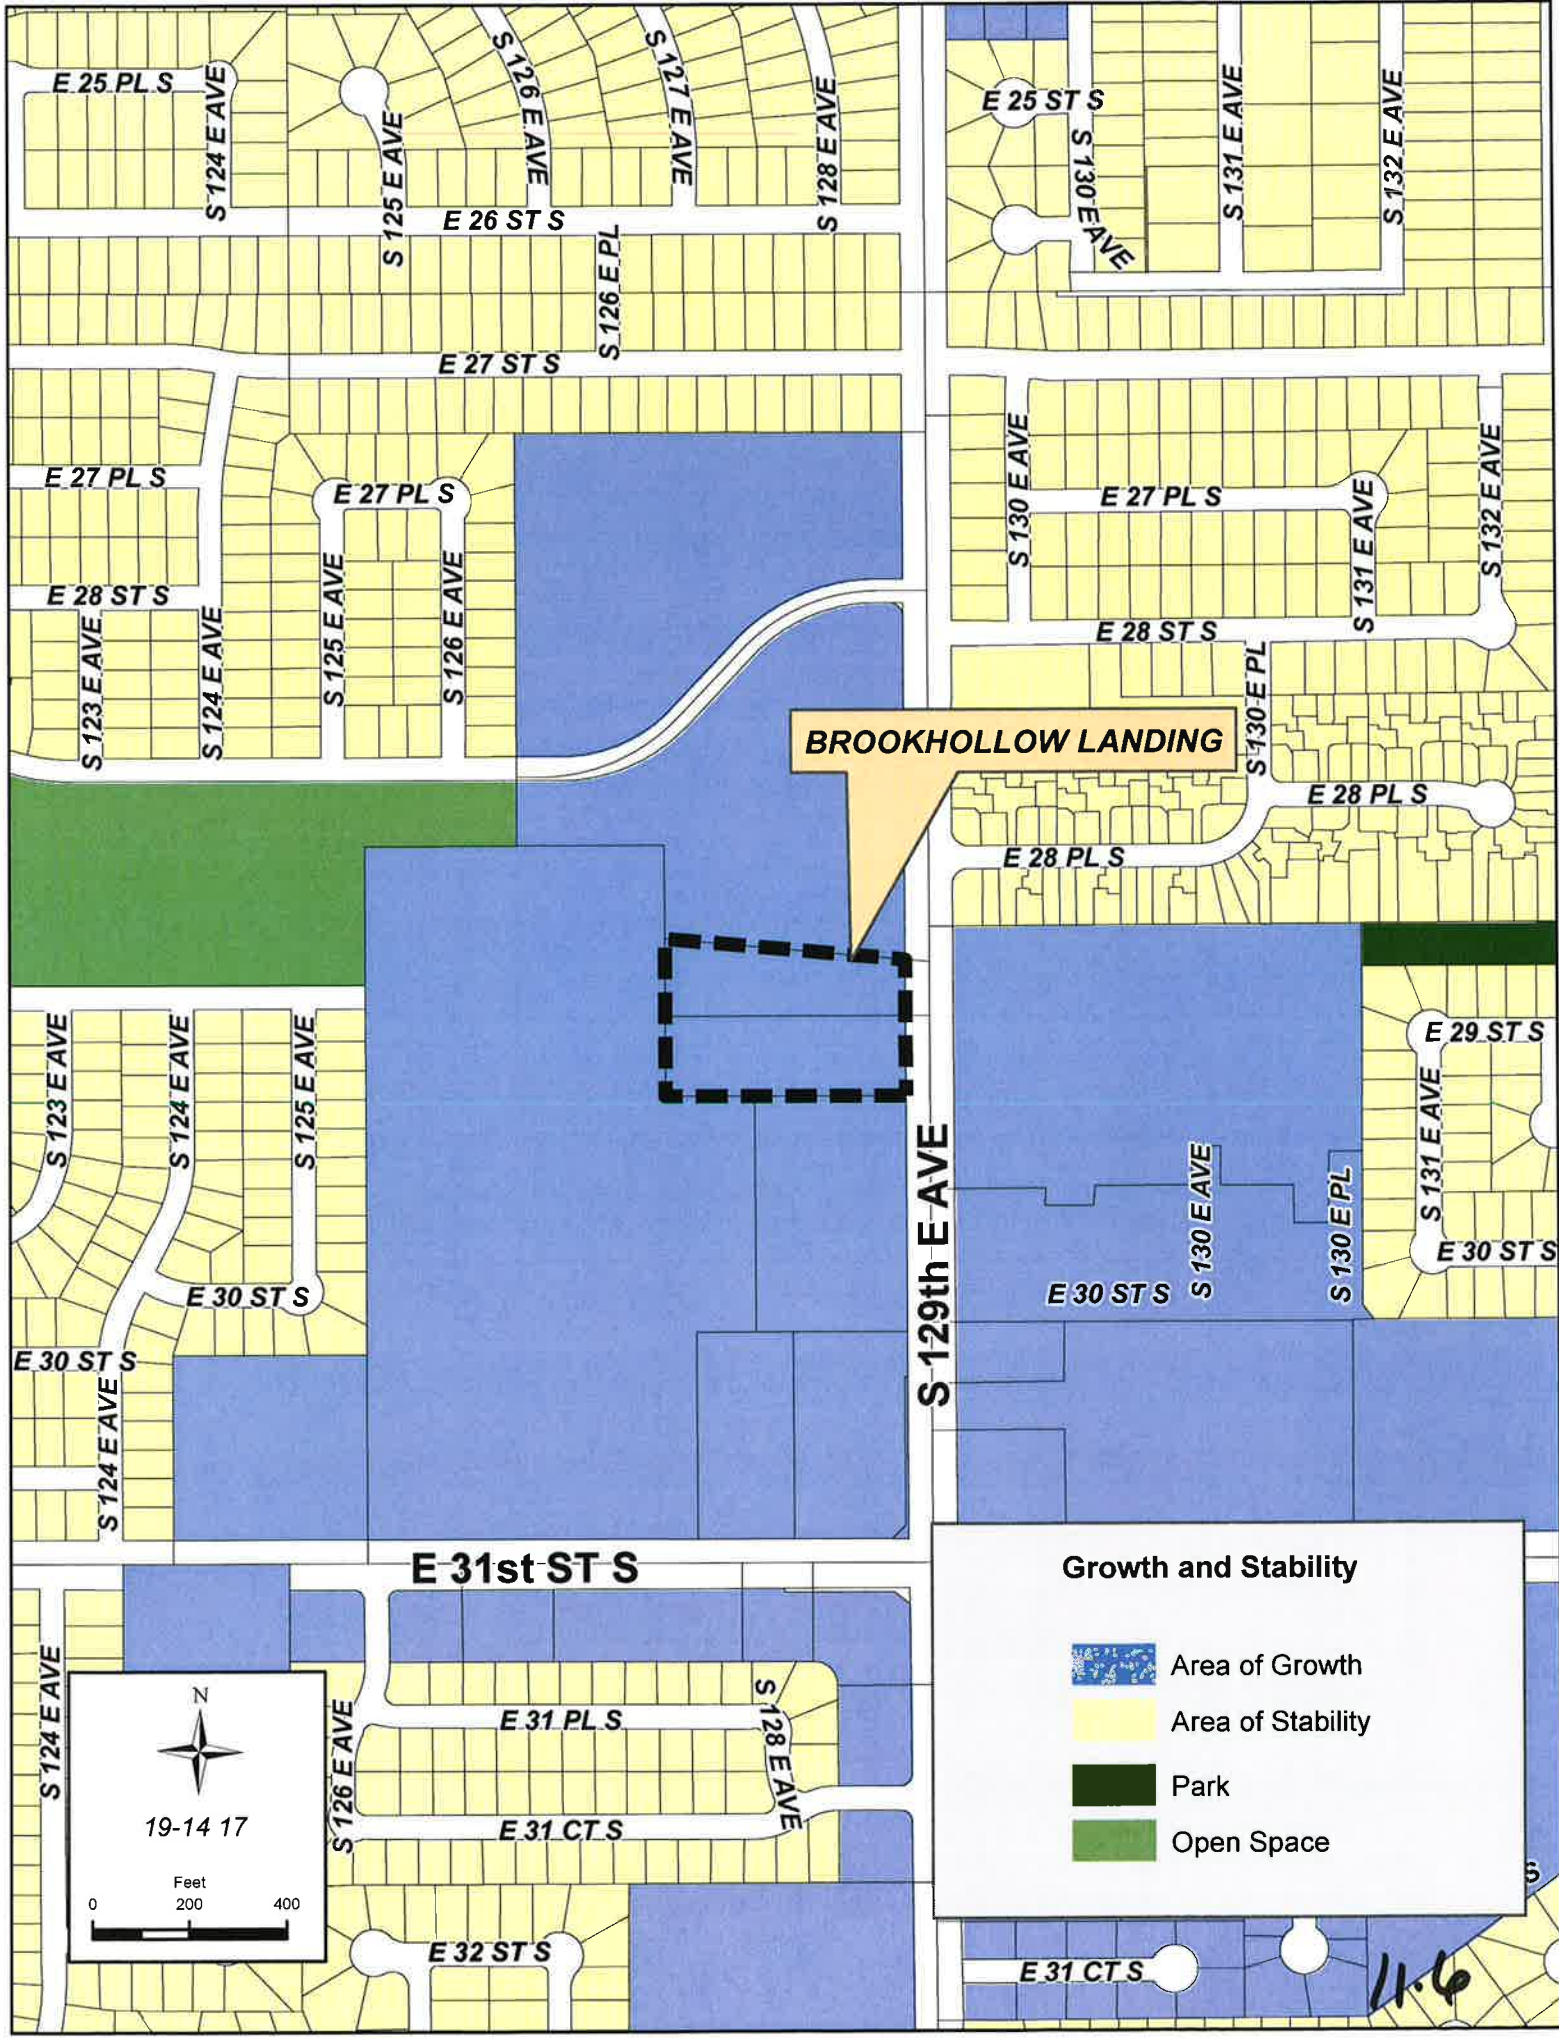 S 126 E AVE
S 127 E AVE
E 25 PL S
S 124 E AVE
S 125 E AVE
S 128 E AVE
E 25 ST S
S 130 E AVE
S 131 E AVE
S 132 E AVE
E 26 ST S
S 126 E PL
E 27 ST S
E 27 PL S
E 27 PL S
S 130 E AVE
E 27 PL S
S 131 E AVE
S 132 E AVE
E 28 ST S
S 123 E AVE
S 124 E AVE
S 125 E AVE
S 126 E AVE
E 28 ST S
S 130 E PL
BROOKHOLLOW LANDING
E 28 PL S
E 28 PL S
S 123 E AVE
S 124 E AVE
S 125 E AVE
E 29 ST S
S 131 E AVE
S 129th E AVE
S 130 E AVE
S 130 E PL
E 30 ST S
E 30 ST S
E 30 ST S
E 30 ST S
S 124 E AVE
E 31st ST S
Growth and Stability
Area of Growth
Area of Stability
Park
Open Space
S 124 E AVE
N
19-14 17
Feet
0 200 400
S 126 E AVE
E 31 PL S
S 128 E AVE
E 31 CT S
S
E 32 ST S
E 31 CT S
11.6